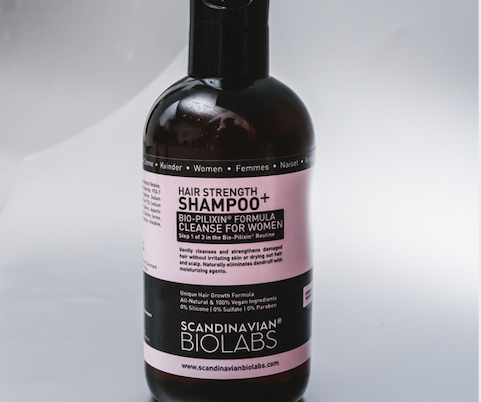 Kvinder • Women • Femmes • Naiset •
HAIR STRENGTH
SHAMPOO+
BIO-PILIXIN® FORMULA
CLEANSE FOR WOMEN
Step 1 of 3 in the Bio-Pilixin® Routine
Gently cleanses and strengthens damaged
hair without irritating skin or drying out hair
and scalp. Naturally eliminates dandruff with
moisturizing agents.
Unique Hair Growth Formula
All-Natural & 100% Vegan Ingredients
0% Silicone | 0% Sulfate | 0% Paraben
SCANDINAVIAN®
BIOLABS
www.scandinavianbiolabs.com